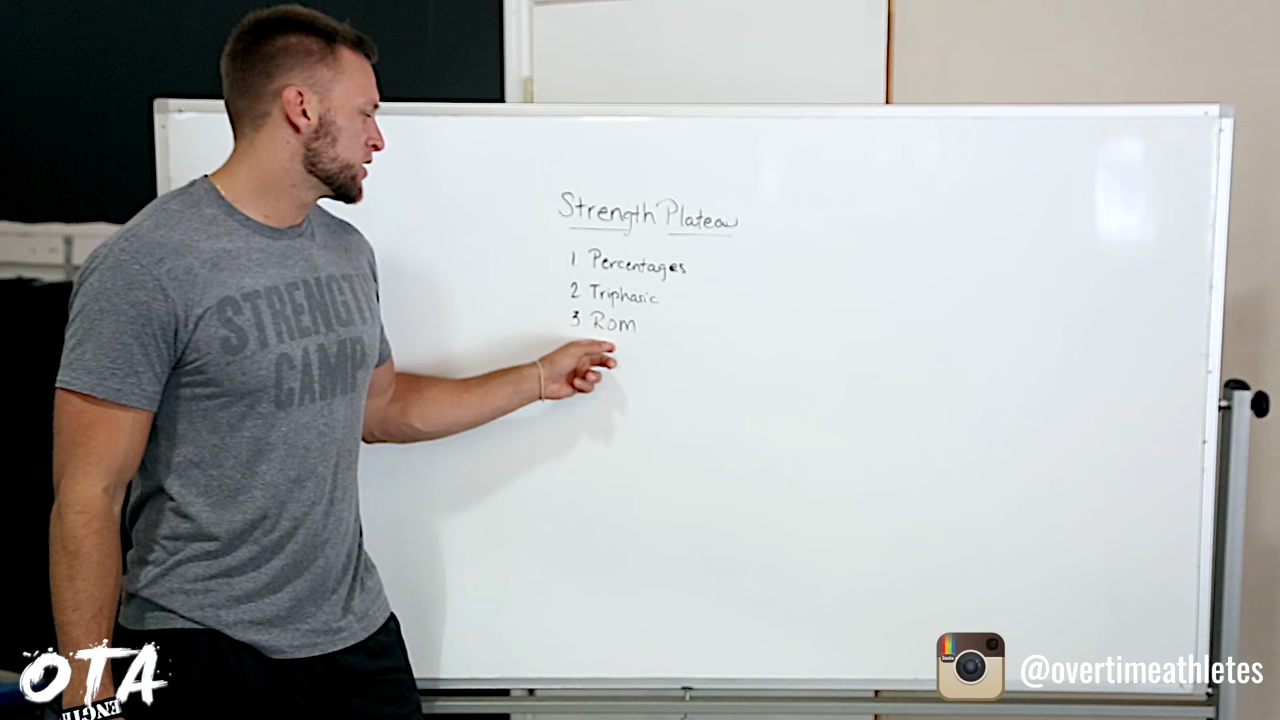 Strength Plateau
1 Percentages
2 Triphasic
3 Rom
STRENGTH
CAMP
OTA
@overtimeathletes